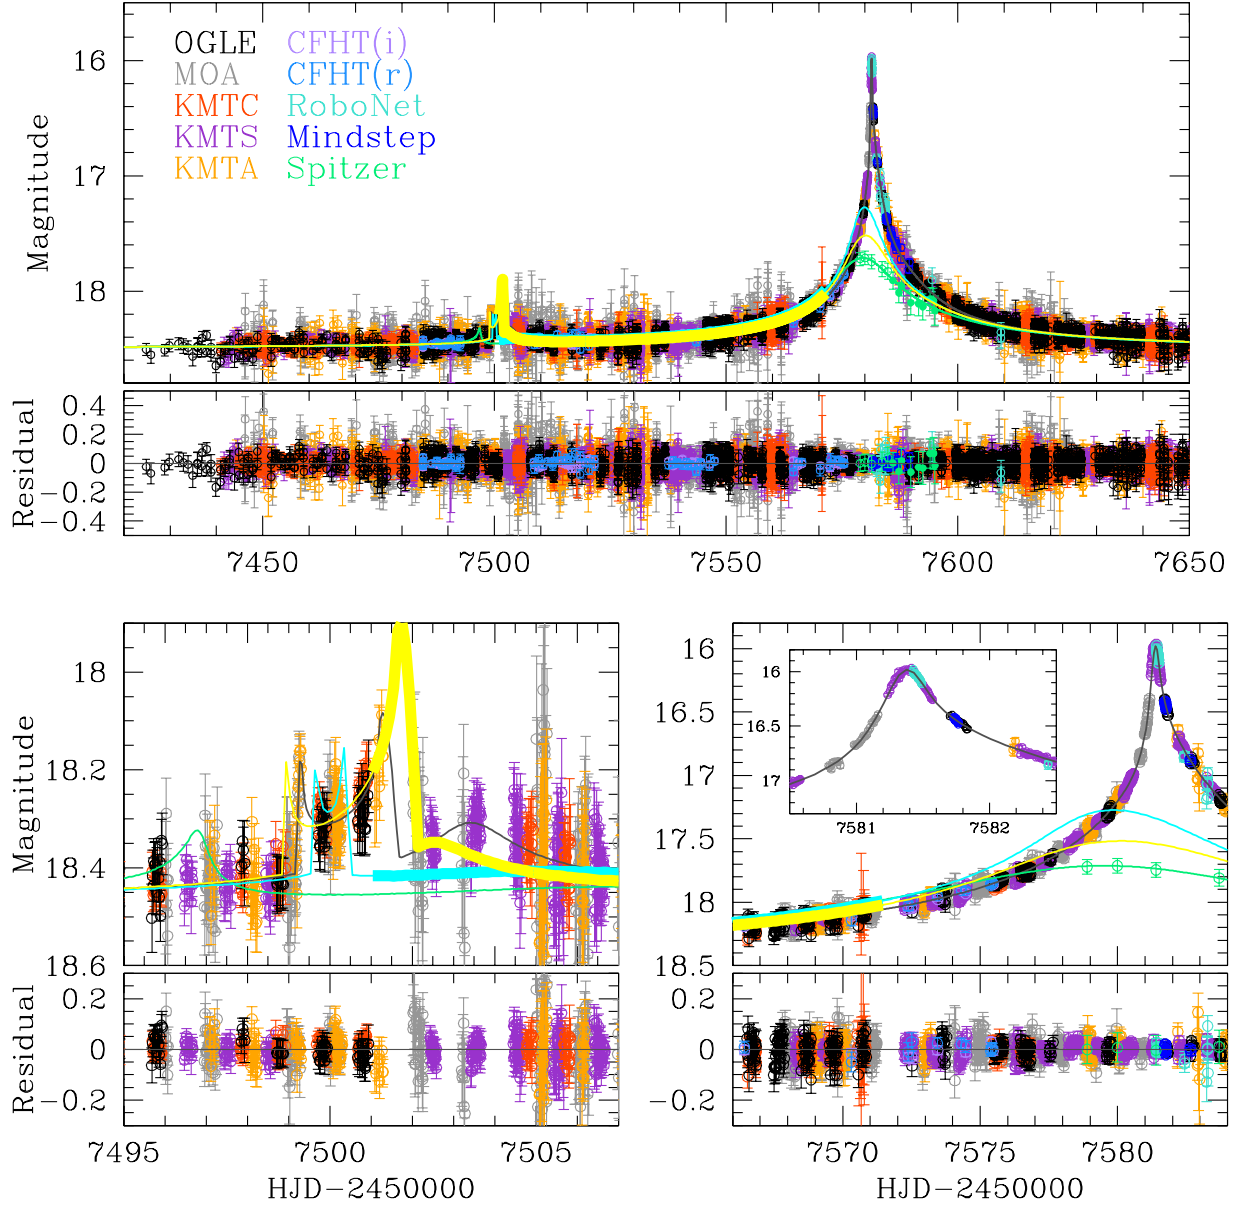 OGLE CFHT(i)
MOA CFHT(r)
KMTC RoboNet
KMTS Mindstep
KMTA Spitzer
Magnitude
16
17
18
Residual
0.4
0.2
0
−0.2
−0.4
7450 7500 7550 7600 7650
Magnitude
18
18.2
18.4
18.6
Residual
0.2
0
−0.2
7495 7500 7505
HJD−2450000
16
16.5
17
17.5
18
18.5
16
16.5
17
7581 7582
0.2
0
−0.2
7570 7575 7580
HJD−2450000